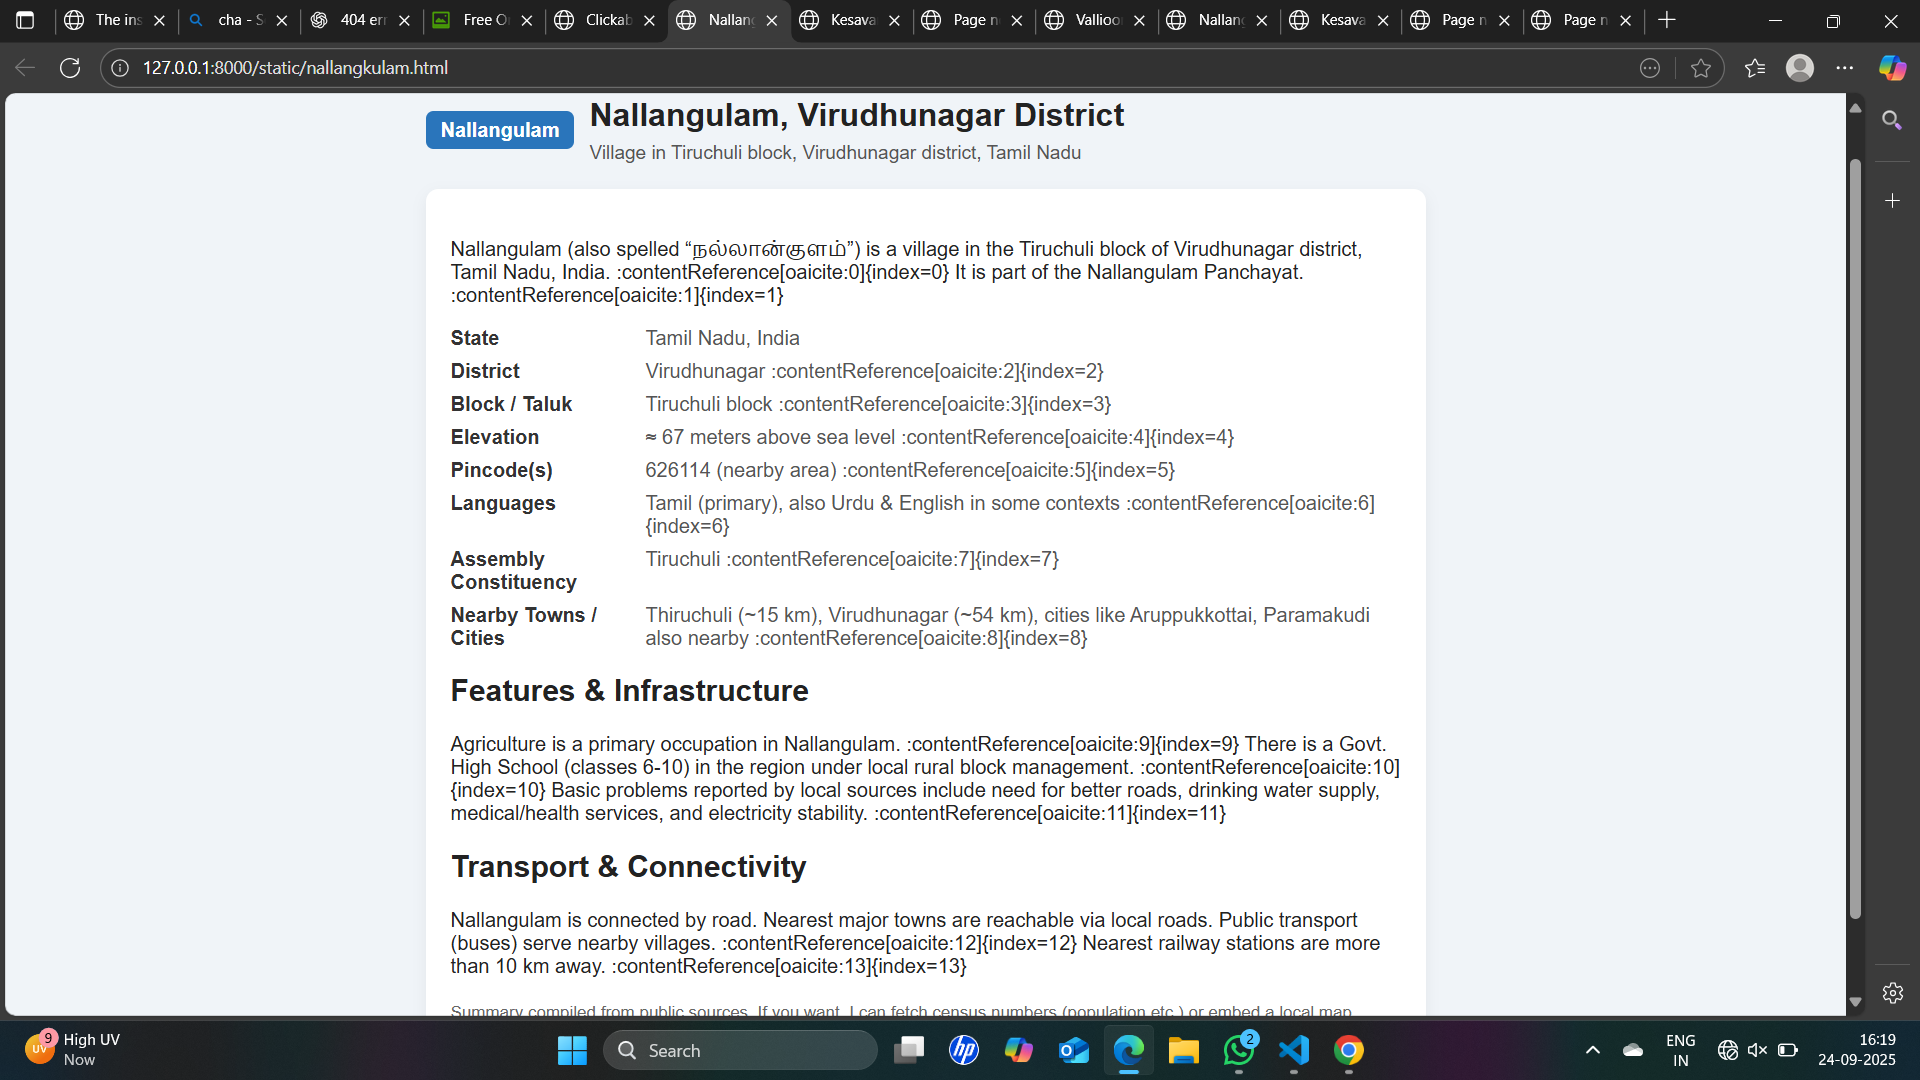 The ins
cha - S
404 err
Free O
Clickab
Nallang
Kesava
Page n
Vallioo
Nallang
Kesava
Page n
Page n
127.0.0.1:8000/static/nallangkulam.html
Nallangulam
Nallangulam, Virudhunagar District
Village in Tiruchuli block, Virudhunagar district, Tamil Nadu
Nallangulam (also spelled “நல்லான்குளம்”) is a village in the Tiruchuli block of Virudhunagar district,
Tamil Nadu, India. :contentReference[oaicite:0]{index=0} It is part of the Nallangulam Panchayat.
:contentReference[oaicite:1]{index=1}
State Tamil Nadu, India
District Virudhunagar :contentReference[oaicite:2]{index=2}
Block / Taluk Tiruchuli block :contentReference[oaicite:3]{index=3}
Elevation ≈ 67 meters above sea level :contentReference[oaicite:4]{index=4}
Pincode(s) 626114 (nearby area) :contentReference[oaicite:5]{index=5}
Languages Tamil (primary), also Urdu & English in some contexts :contentReference[oaicite:6]
{index=6}
Assembly Tiruchuli :contentReference[oaicite:7]{index=7}
Constituency
Nearby Towns / Thiruchuli (~15 km), Virudhunagar (~54 km), cities like Aruppukkottai, Paramakudi
Cities also nearby :contentReference[oaicite:8]{index=8}
Features & Infrastructure
Agriculture is a primary occupation in Nallangulam. :contentReference[oaicite:9]{index=9} There is a Govt.
High School (classes 6-10) in the region under local rural block management. :contentReference[oaicite:10]
{index=10} Basic problems reported by local sources include need for better roads, drinking water supply,
medical/health services, and electricity stability. :contentReference[oaicite:11]{index=11}
Transport & Connectivity
Nallangulam is connected by road. Nearest major towns are reachable via local roads. Public transport
(buses) serve nearby villages. :contentReference[oaicite:12]{index=12} Nearest railway stations are more
than 10 km away. :contentReference[oaicite:13]{index=13}
Summary compiled from public sources. If you want, I can fetch census numbers (population etc.) or embed a local map
9
UV
High UV
Now
Search
hp
2
ENG
IN
16:19
24-09-2025